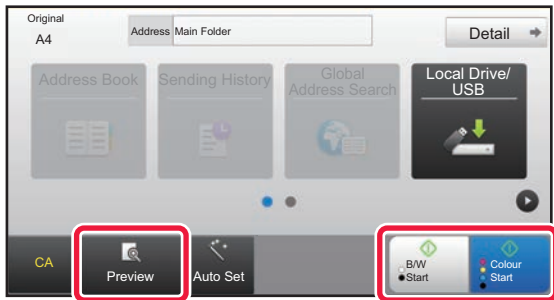 Original
A4
Address Main Folder
Detail
Address Book
Sending History
Global
Address Search
Local Drive/
USB
CA
Preview
Auto Set
B/W
Start
Colour
Start